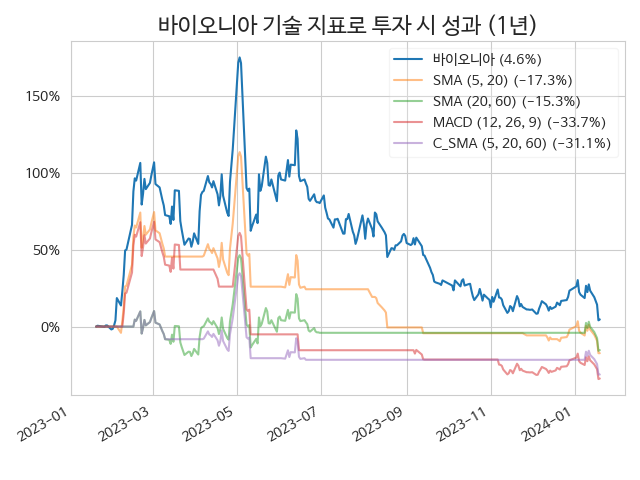 바이오니아 기술 지표로 투자 시 성과 (1년)
바이오니아 (4.6%)
SMA (5, 20) (−17.3%)
SMA (20, 60) (−15.3%)
MACD (12, 26, 9) (−33.7%)
C_SMA (5, 20, 60) (−31.1%)
150%
100%
50%
0%
2023−01
2023−03
2023−05
2023−07
2023−09
2023−11
2024−01